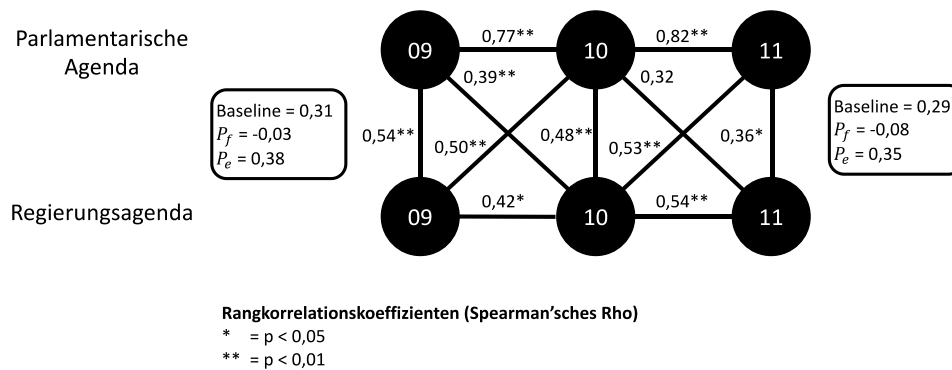 Parlamentarische
Agenda
09
0,77**
10
0,82**
11
0,39**
0,32
Baseline = 0,31
P_f = -0,03
P_e = 0,38
0,54**
0,50**
0,48**
0,53**
0,36*
Baseline = 0,29
P_f = -0,08
P_e = 0,35
Regierungsagenda
09
0,42*
10
0,54**
11
Rangkorrelationskoeffizienten (Spearman’sches Rho)
* = p < 0,05
** = p < 0,01